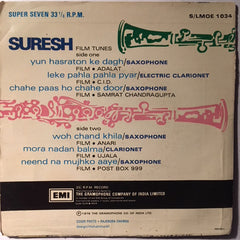 SUPER SEVEN 33⅓ R.P.M.
S/LMOE 1034
SURESH
FILM TUNES
side one
yun hasraton ke dagh/SAXOPHONE
FILM • ADALAT
leke pahla pahla pyar/ELECTRIC CLARIONET
FILM • C.I.D.
chahe paas ho chahe door/SAXOPHONE
FILM • SAMRAT CHANDRAGUPTA
side two
woh chand khila/SAXOPHONE
FILM • ANARI
mora nadan balma/CLARIONET
FILM • UJALA
neend na mujhko aaye/SAXOPHONE
FILM • POST BOX 999
EMI
THE GRAMOPHONE COMPANY OF INDIA LIMITED